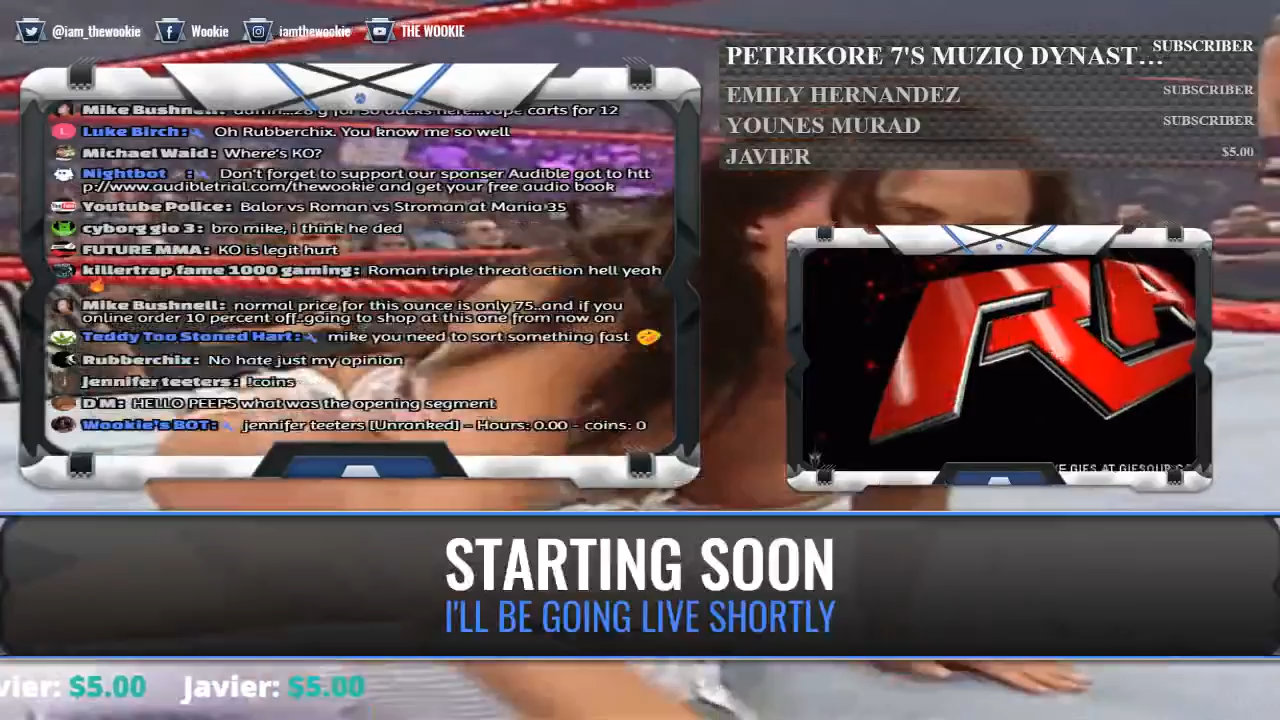 @iam_thewookie Wookie iamthewookie THE WOOKIE
PETRIKORE 7'S MUZIQ DYNAST... SUBSCRIBER
EMILY HERNANDEZ SUBSCRIBER
YOUNES MURAD SUBSCRIBER
JAVIER $5.00
carts for 12
Luke Birch: Oh Rubberchix. You know me so well
Michael Waid: Where's KO?
Nightbot : Don't forget to support our sponser Audible got to htt
p://www.audibletrial.com/thewookie and get your free audio book
Youtube Police: Balor vs Roman vs Stroman at Mania 35
cyborg gio 3: bro mike, i think he ded
FUTURE MMA: KO is legit hurt
killertrap fame 1000 gaming: Roman triple threat action hell yeah
Mike Bushnell: normal price for this ounce is only 75..and if you
online order 10 percent off..going to shop at this one from now on
Teddy Too Stoned Hart: mike you need to sort something fast
Rubberchix: No hate just my opinion
Jennifer teeters: !coins
D M: HELLO PEEPS what was the opening segment
Wookie's BOT: jennifer teeters [Unranked] - Hours: 0.00 - coins: 0
RA
STARTING SOON
I'LL BE GOING LIVE SHORTLY
vier: $5.00 Javier: $5.00